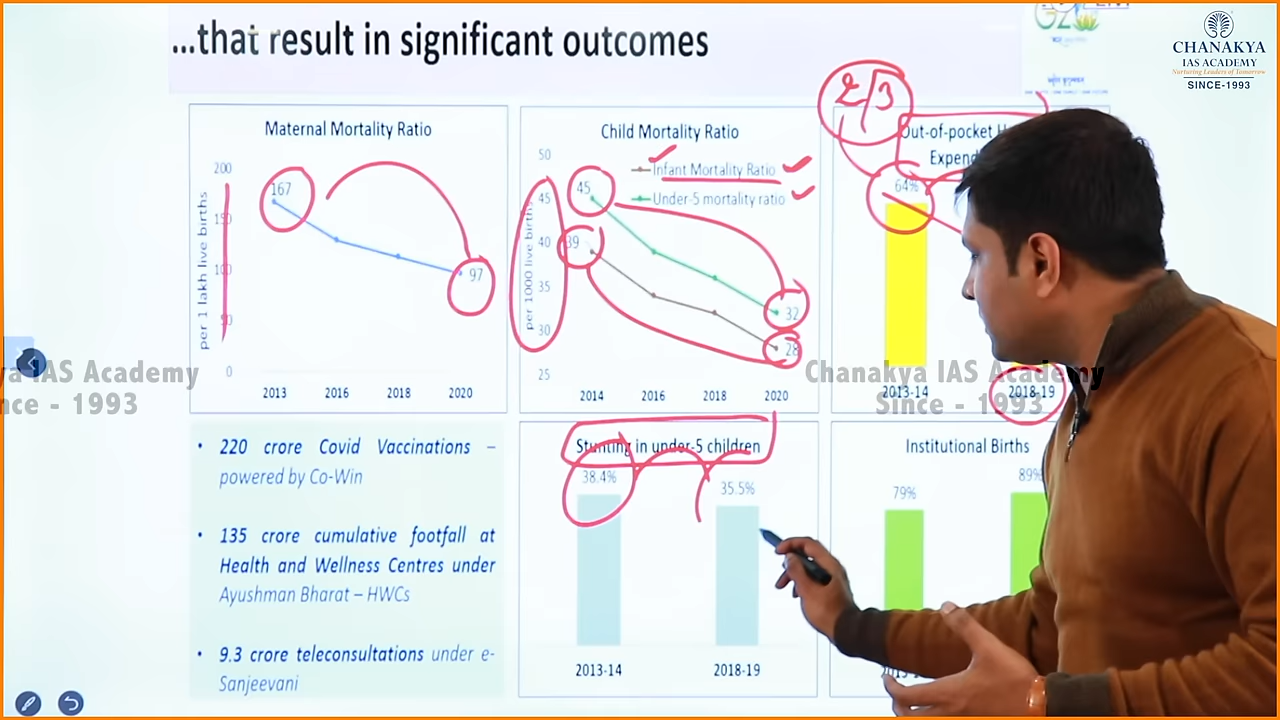 ...that result in significant outcomes
G20
CHANAKYA
IAS ACADEMY
Nurturing Leaders of Tomorrow
SINCE-1993
Maternal Mortality Ratio
200
167
150
100
97
50
0
per 1 lakh live births
2013 2016 2018 2020
Child Mortality Ratio
50
Infant Mortality Ratio
45
45
Under-5 mortality ratio
40
39
35
32
30
28
25
per 1000 live births
2014 2016 2018 2020
2/3
Out-of-pocket
64%
2013-14 2018-19
IAS Academy
Since - 1993
Chanakya IAS Academy
Since - 1993
• 220 crore Covid Vaccinations –
powered by Co-Win
• 135 crore cumulative footfall at
Health and Wellness Centres under
Ayushman Bharat – HWCs
• 9.3 crore teleconsultations under e-
Sanjeevani
Stunting in under-5 children
38.4%
35.5%
2013-14 2018-19
Institutional Births
79%
89%